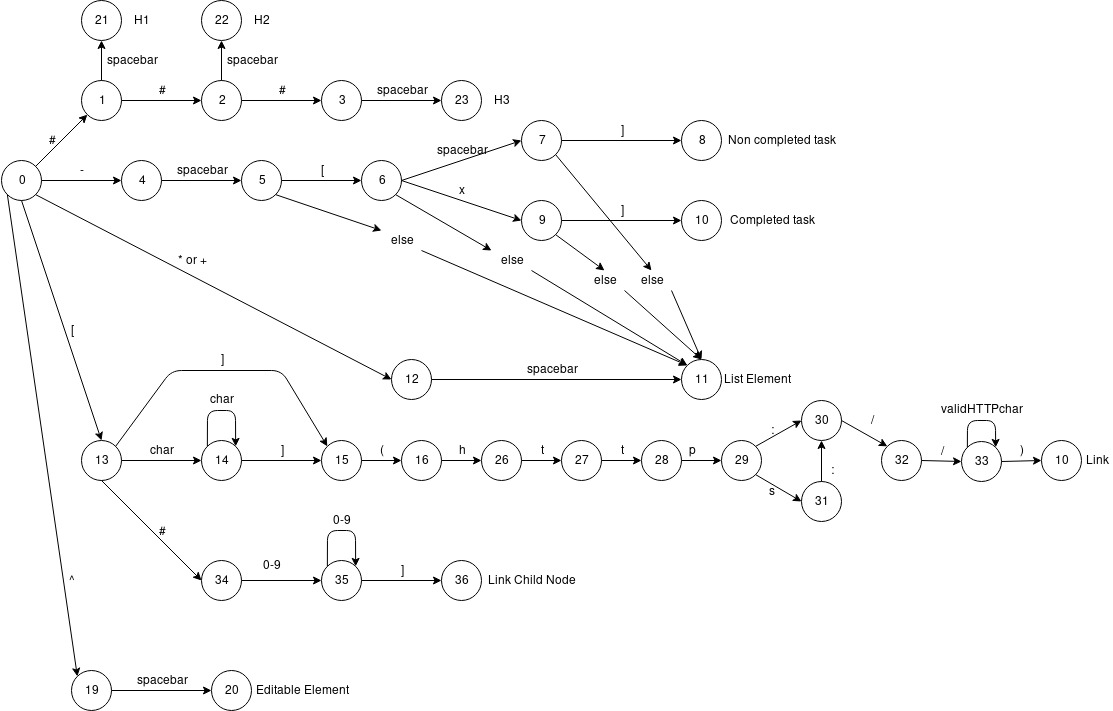 21 H1 22 H2
spacebar spacebar
1 # 2 # 3 spacebar 23 H3
#
spacebar 7 ] 8 Non completed task
0 - 4 spacebar 5 [ 6
x 9 ] 10 Completed task
else
* or + else
else else
[
] 12 spacebar 11 List Element
char validHTTPchar
: 30 /
13 char 14 ] 15 ( 16 h 26 t 27 t 28 p 29 32 / 33 ) 10 Link
: 
s 31
# 0-9
34 0-9 35 ] 36 Link Child Node
^
spacebar
19 20 Editable Element